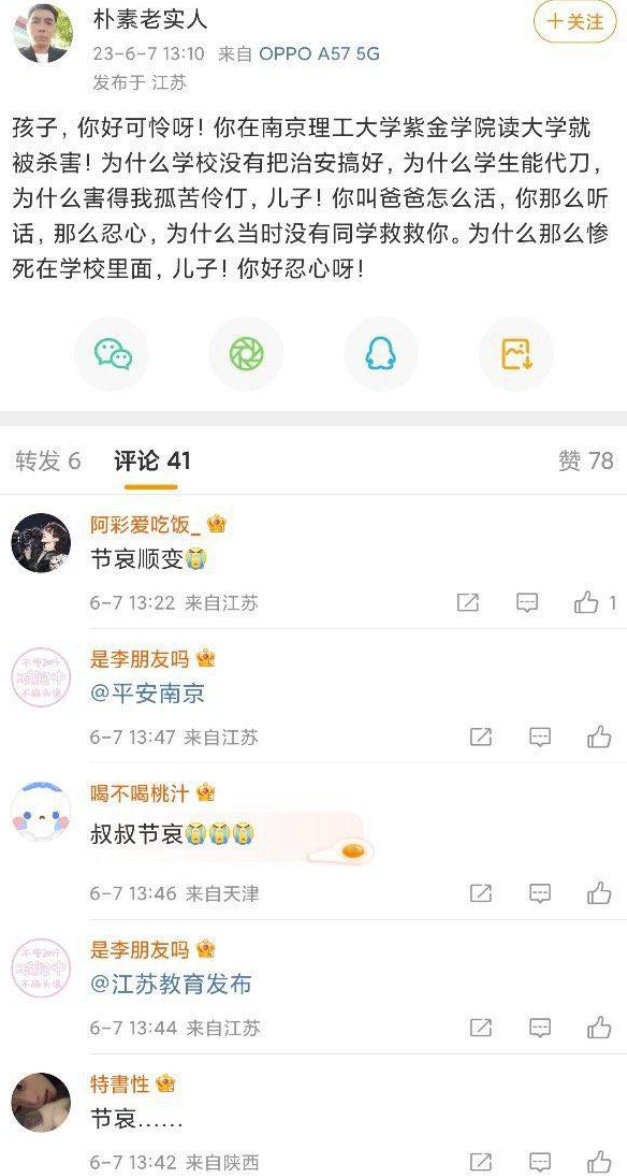 朴素老实人
+关注
23-6-7 13:10 来自 OPPO A57 5G
发布于 江苏
孩子，你好可怜呀！你在南京理工大学紫金学院读大学就
被杀害！为什么学校没有把治安搞好，为什么学生能代刀，
为什么害得我孤苦伶仃，儿子！你叫爸爸怎么活，你那么听
话，那么忍心，为什么当时没有同学救救你。为什么那么惨
死在学校里面，儿子！你好忍心呀！
转发 6 评论 41 赞 78
阿彩爱吃饭_
节哀顺变😭
6-7 13:22 来自江苏 1
是李朋友吗
@平安南京
6-7 13:47 来自江苏
喝不喝桃汁
叔叔节哀😭😭😭
6-7 13:46 来自天津
是李朋友吗
@江苏教育发布
6-7 13:44 来自江苏
特書性
节哀……
6-7 13:42 来自陕西